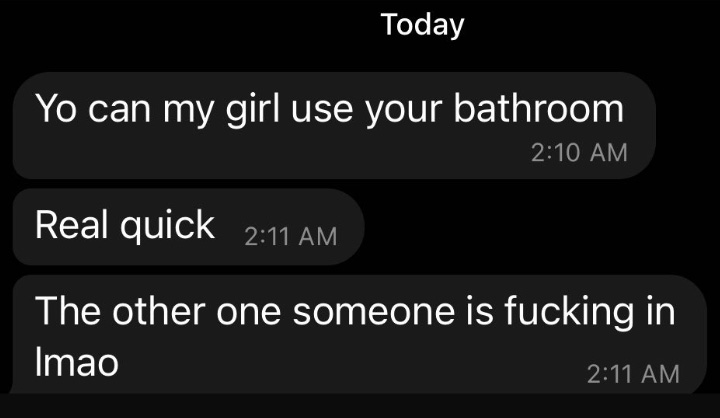 Today
Yo can my girl use your bathroom
2:10 AM
Real quick 2:11 AM
The other one someone is fucking in
lmao
2:11 AM